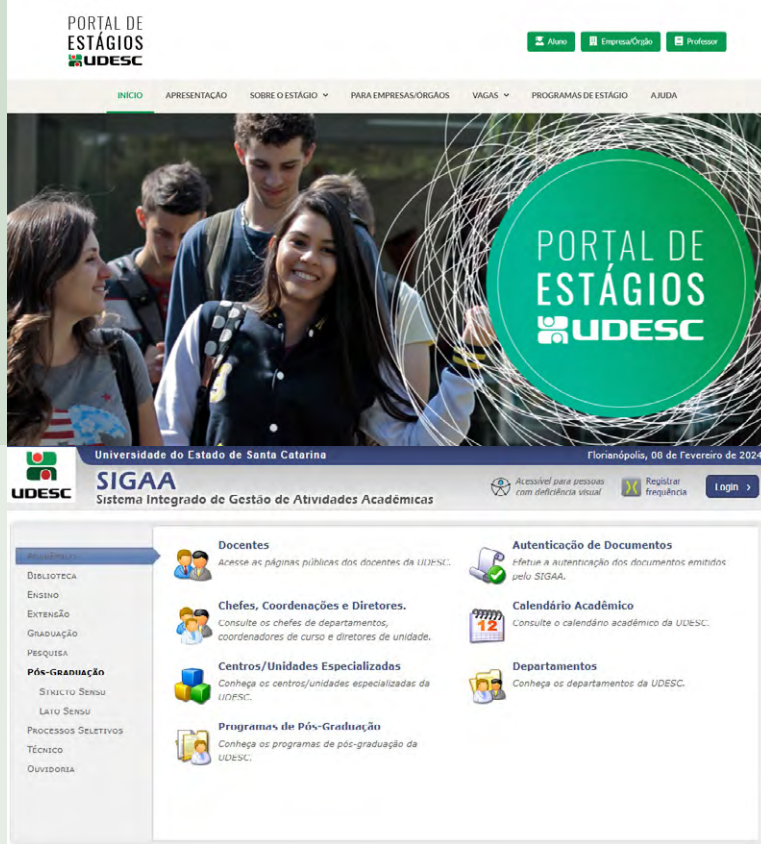 PORTAL DE
ESTÁGIOS
UDESC
Aluno
Empresa/Órgão
Professor
INÍCIO
APRESENTAÇÃO
SOBRE O ESTÁGIO
PARA EMPRESAS/ÓRGÃOS
VAGAS
PROGRAMAS DE ESTÁGIO
AJUDA
PORTAL DE
ESTÁGIOS
UDESC
UDESC
Universidade do Estado de Santa Catarina
Florianópolis, 08 de Fevereiro de 2024
SIGAA
Sistema Integrado de Gestão de Atividades Acadêmicas
Acessível para pessoas
com deficiência visual
Registrar
frequência
Login >
Acadêmico
Biblioteca
Ensino
Extensão
Graduação
Pesquisa
Pós-Graduação
Stricto Sensu
Lato Sensu
Processos Seletivos
Técnico
Ouvidoria
Docentes
Acesse as páginas públicas dos docentes da UDESC.
Chefes, Coordenações e Diretores.
Consulte os chefes de departamentos,
coordenadores de curso e diretores de unidade.
Centros/Unidades Especializadas
Conheça os centros/unidades especializadas da
UDESC.
Programas de Pós-Graduação
Conheça os programas de pós-graduação da
UDESC.
Autenticação de Documentos
Efetue a autenticação dos documentos emitidos
pelo SIGAA.
12
Calendário Acadêmico
Consulte o calendário acadêmico da UDESC.
Departamentos
Conheça os departamentos da UDESC.